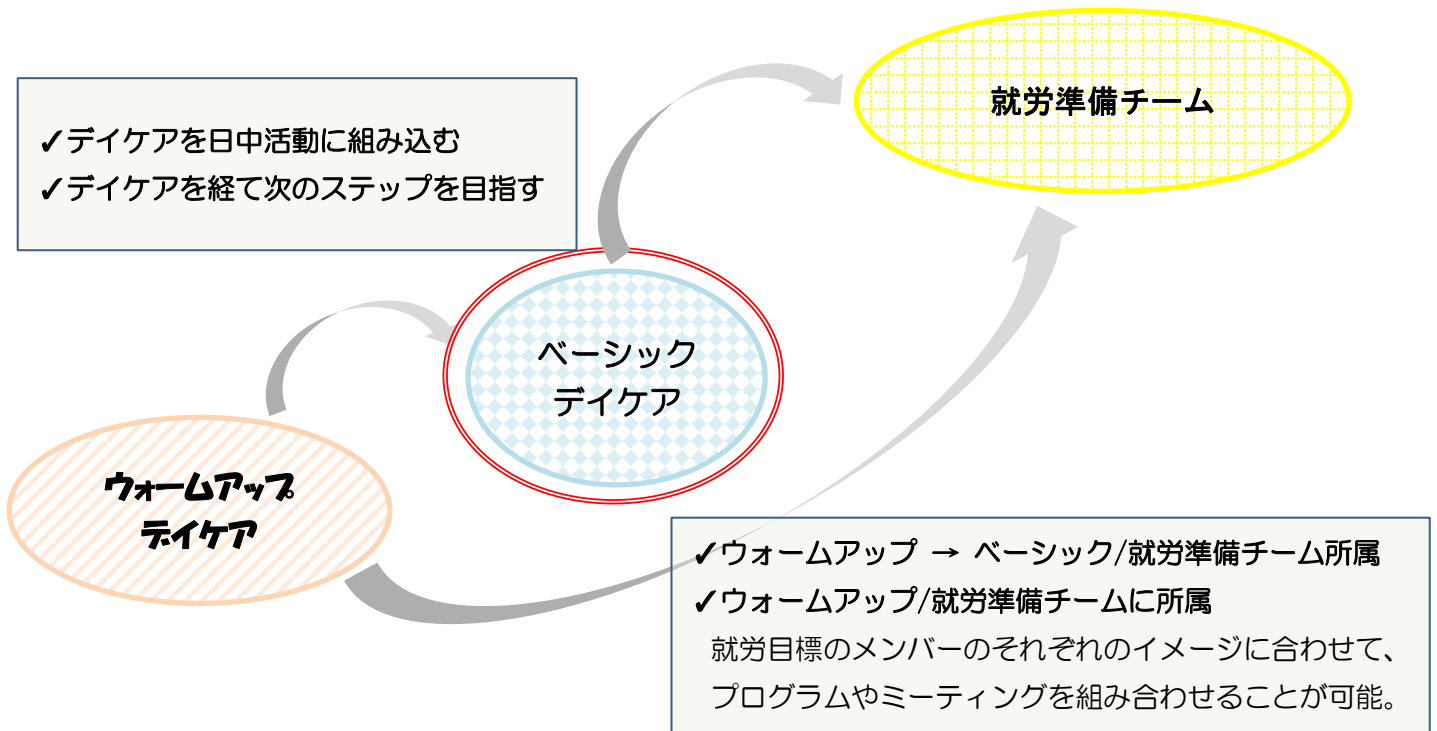 就労準備チーム
✓デイケアを日中活動に組み込む
✓デイケアを経て次のステップを目指す
ベーシック
デイケア
ウォームアップ
デイケア
✓ウォームアップ → ベーシック/就労準備チーム所属
✓ウォームアップ/就労準備チームに所属
就労目標のメンバーのそれぞれのイメージに合わせて、
プログラムやミーティングを組み合わせることが可能。